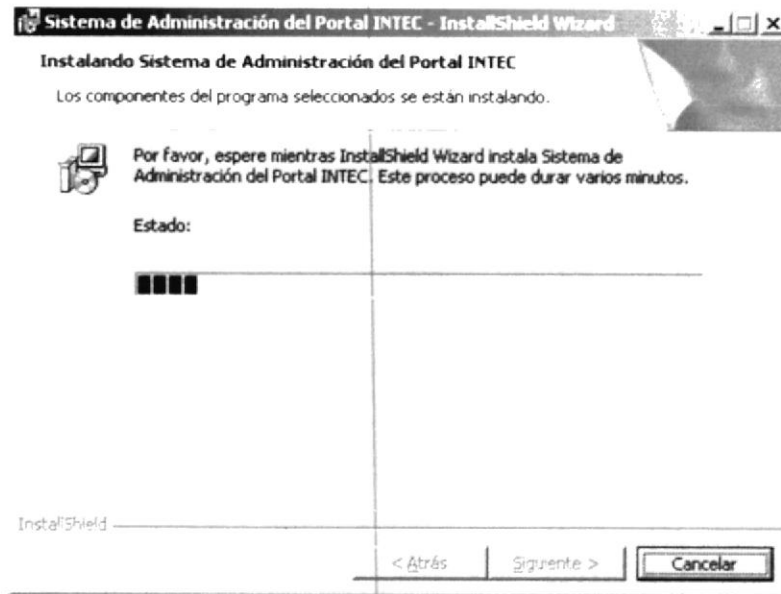 Sistema de Administración del Portal INTEC - InstallShield Wizard
Instalando Sistema de Administración del Portal INTEC
Los componentes del programa seleccionados se están instalando.
Por favor, espere mientras InstallShield Wizard instala Sistema de
Administración del Portal INTEC. Este proceso puede durar varios minutos.
Estado:
InstallShield
< Atrás Siguiente > Cancelar